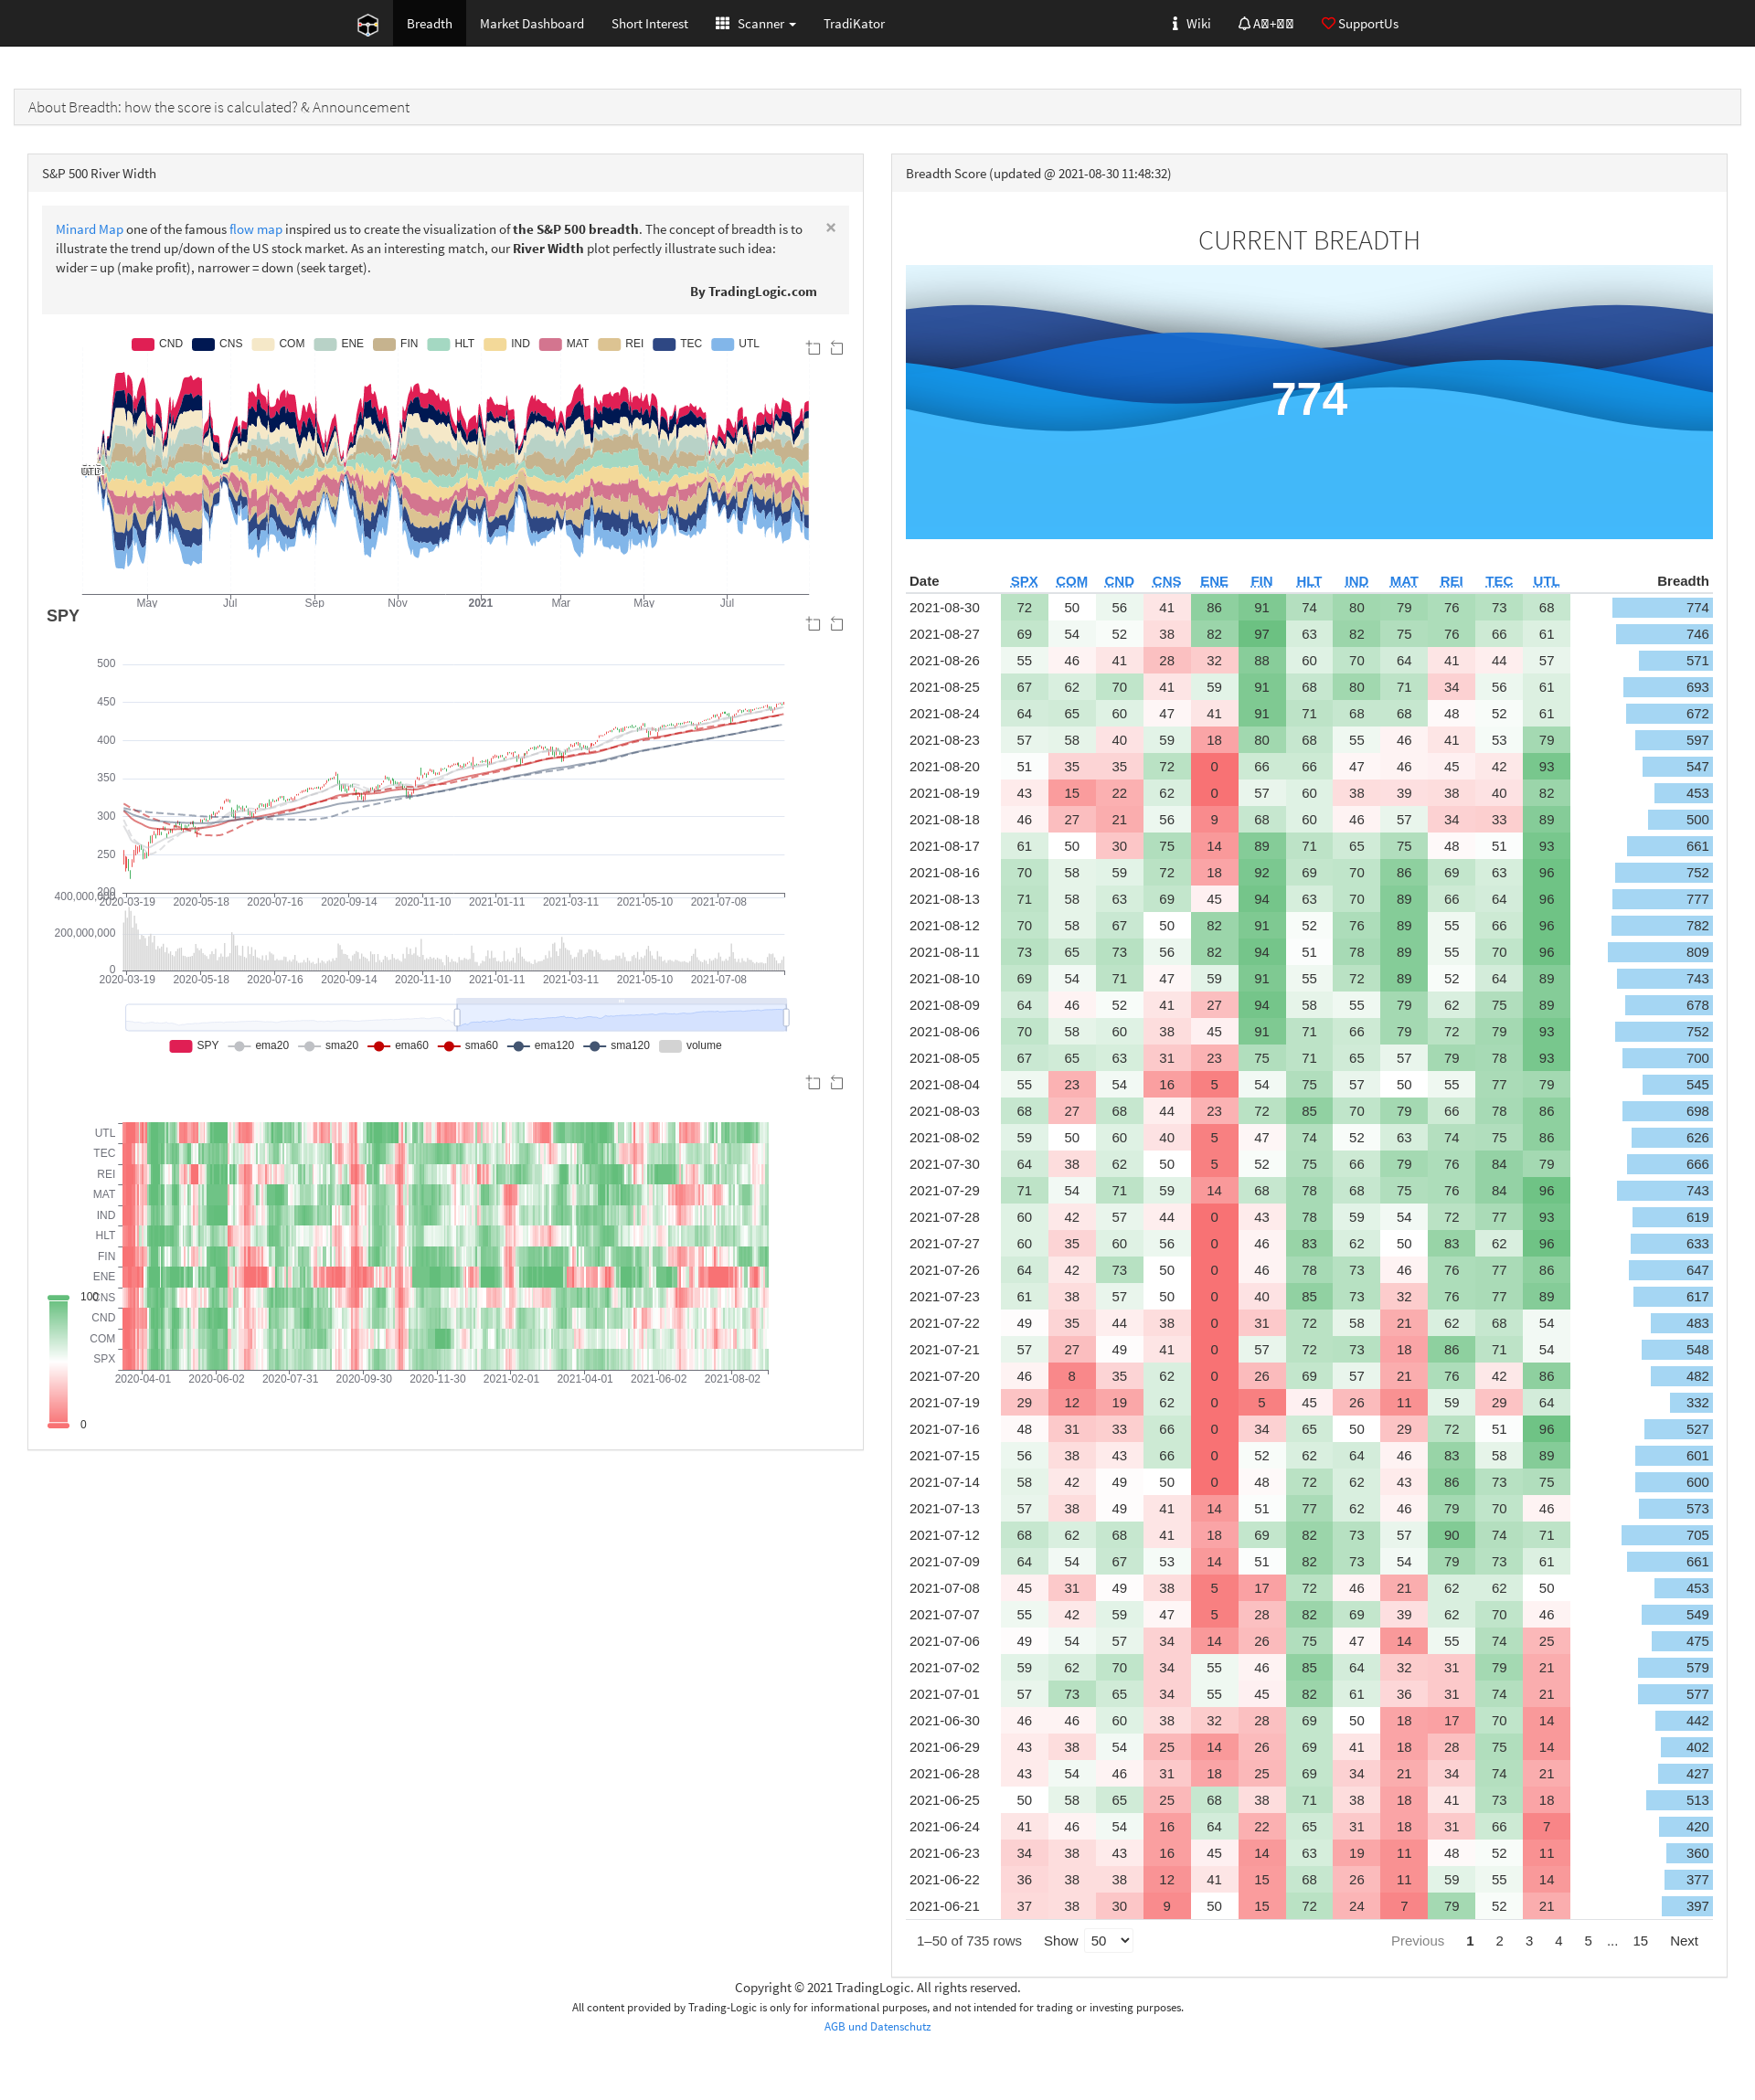 Breadth Market Dashboard Short Interest Scanner TradiKator Wiki SupportUs
About Breadth: how the score is calculated? & Announcement
S&P 500 River Width
Minard Map one of the famous flow map inspired us to create the visualization of the S&P 500 breadth. The concept of breadth is to
illustrate the trend up/down of the US stock market. As an interesting match, our River Width plot perfectly illustrate such idea:
wider = up (make profit), narrower = down (seek target).
×
By TradingLogic.com
CND CNS COM ENE FIN HLT IND MAT REI TEC UTL
UTL
May Jul Sep Nov 2021 Mar May Jul
SPY
500
450
400
350
300
250
200
2020-03-19 2020-05-18 2020-07-16 2020-09-14 2020-11-10 2021-01-11 2021-03-11 2021-05-10 2021-07-08
400,000,000
200,000,000
0
2020-03-19 2020-05-18 2020-07-16 2020-09-14 2020-11-10 2021-01-11 2021-03-11 2021-05-10 2021-07-08
SPY ema20 sma20 ema60 sma60 ema120 sma120 volume
UTL
TEC
REI
MAT
IND
HLT
FIN
ENE
CNS
CND
COM
SPX
2020-04-01 2020-06-02 2020-07-31 2020-09-30 2020-11-30 2021-02-01 2021-04-01 2021-06-02 2021-08-02
100
0
Breadth Score (updated @ 2021-08-30 11:48:32)
CURRENT BREADTH
774
Date SPX COM CND CNS ENE FIN HLT IND MAT REI TEC UTL Breadth
2021-08-30 72 50 56 41 86 91 74 80 79 76 73 68 774
2021-08-27 69 54 52 38 82 97 63 82 75 76 66 61 746
2021-08-26 55 46 41 28 32 88 60 70 64 41 44 57 571
2021-08-25 67 62 70 41 59 91 68 80 71 34 56 61 693
2021-08-24 64 65 60 47 41 91 71 68 68 48 52 61 672
2021-08-23 57 58 40 59 18 80 68 55 46 41 53 79 597
2021-08-20 51 35 35 72 0 66 66 47 46 45 42 93 547
2021-08-19 43 15 22 62 0 57 60 38 39 38 40 82 453
2021-08-18 46 27 21 56 9 68 60 46 57 34 33 89 500
2021-08-17 61 50 30 75 14 89 71 65 75 48 51 93 661
2021-08-16 70 58 59 72 18 92 69 70 86 69 63 96 752
2021-08-13 71 58 63 69 45 94 63 70 89 66 64 96 777
2021-08-12 70 58 67 50 82 91 52 76 89 55 66 96 782
2021-08-11 73 65 73 56 82 94 51 78 89 55 70 96 809
2021-08-10 69 54 71 47 59 91 55 72 89 52 64 89 743
2021-08-09 64 46 52 41 27 94 58 55 79 62 75 89 678
2021-08-06 70 58 60 38 45 91 71 66 79 72 79 93 752
2021-08-05 67 65 63 31 23 75 71 65 57 79 78 93 700
2021-08-04 55 23 54 16 5 54 75 57 50 55 77 79 545
2021-08-03 68 27 68 44 23 72 85 70 79 66 78 86 698
2021-08-02 59 50 60 40 5 47 74 52 63 74 75 86 626
2021-07-30 64 38 62 50 5 52 75 66 79 76 84 79 666
2021-07-29 71 54 71 59 14 68 78 68 75 76 84 96 743
2021-07-28 60 42 57 44 0 43 78 59 54 72 77 93 619
2021-07-27 60 35 60 56 0 46 83 62 50 83 62 96 633
2021-07-26 64 42 73 50 0 46 78 73 46 76 77 86 647
2021-07-23 61 38 57 50 0 40 85 73 32 76 77 89 617
2021-07-22 49 35 44 38 0 31 72 58 21 62 68 54 483
2021-07-21 57 27 49 41 0 57 72 73 18 86 71 54 548
2021-07-20 46 8 35 62 0 26 69 57 21 76 42 86 482
2021-07-19 29 12 19 62 0 5 45 26 11 59 29 64 332
2021-07-16 48 31 33 66 0 34 65 50 29 72 51 96 527
2021-07-15 56 38 43 66 0 52 62 64 46 83 58 89 601
2021-07-14 58 42 49 50 0 48 72 62 43 86 73 75 600
2021-07-13 57 38 49 41 14 51 77 62 46 79 70 46 573
2021-07-12 68 62 68 41 18 69 82 73 57 90 74 71 705
2021-07-09 64 54 67 53 14 51 82 73 54 79 73 61 661
2021-07-08 45 31 49 38 5 17 72 46 21 62 62 50 453
2021-07-07 55 42 59 47 5 28 82 69 39 62 70 46 549
2021-07-06 49 54 57 34 14 26 75 47 14 55 74 25 475
2021-07-02 59 62 70 34 55 46 85 64 32 31 79 21 579
2021-07-01 57 73 65 34 55 45 82 61 36 31 74 21 577
2021-06-30 46 46 60 38 32 28 69 50 18 17 70 14 442
2021-06-29 43 38 54 25 14 26 69 41 18 28 75 14 402
2021-06-28 43 54 46 31 18 25 69 34 21 34 74 21 427
2021-06-25 50 58 65 25 68 38 71 38 18 41 73 18 513
2021-06-24 41 46 54 16 64 22 65 31 18 31 66 7 420
2021-06-23 34 38 43 16 45 14 63 19 11 48 52 11 360
2021-06-22 36 38 38 12 41 15 68 26 11 59 55 14 377
2021-06-21 37 38 30 9 50 15 72 24 7 79 52 21 397
1–50 of 735 rows Show 50 Previous 1 2 3 4 5 ... 15 Next
Copyright © 2021 TradingLogic. All rights reserved.
All content provided by Trading-Logic is only for informational purposes, and not intended for trading or investing purposes.
AGB und Datenschutz